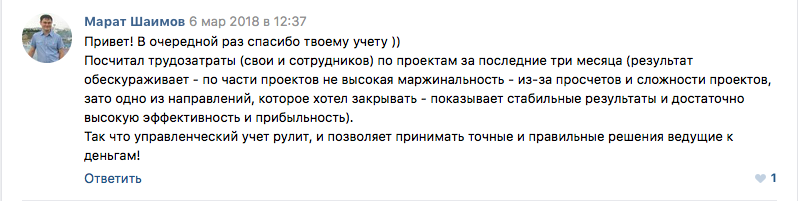 Марат Шаимов 6 мар 2018 в 12:37
Привет! В очередной раз спасибо твоему учету ))
Посчитал трудозатраты (свои и сотрудников) по проектам за последние три месяца (результат
обескураживает - по части проектов не высокая маржинальность - из-за просчетов и сложности проектов,
зато одно из направлений, которое хотел закрывать - показывает стабильные результаты и достаточно
высокую эффективность и прибыльность).
Так что управленческий учет рулит, и позволяет принимать точные и правильные решения ведущие к
деньгам!
Ответить 1